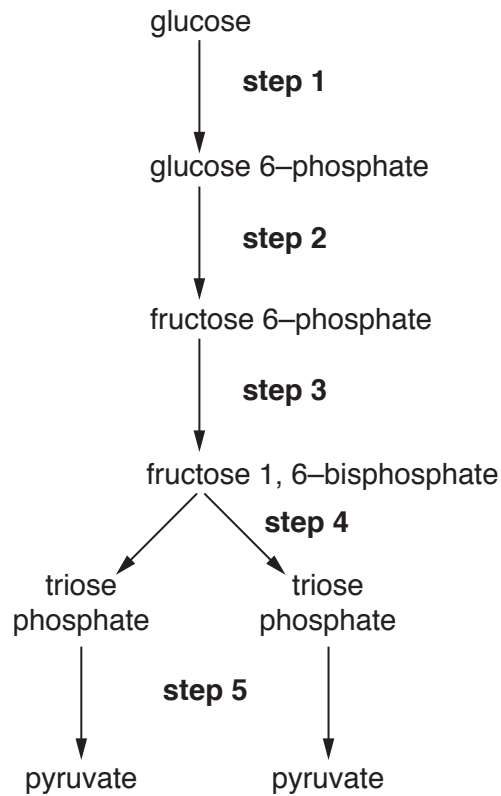 glucose
step 1
glucose 6–phosphate
step 2
fructose 6–phosphate
step 3
fructose 1, 6–bisphosphate
step 4
triose
phosphate
triose
phosphate
step 5
pyruvate
pyruvate